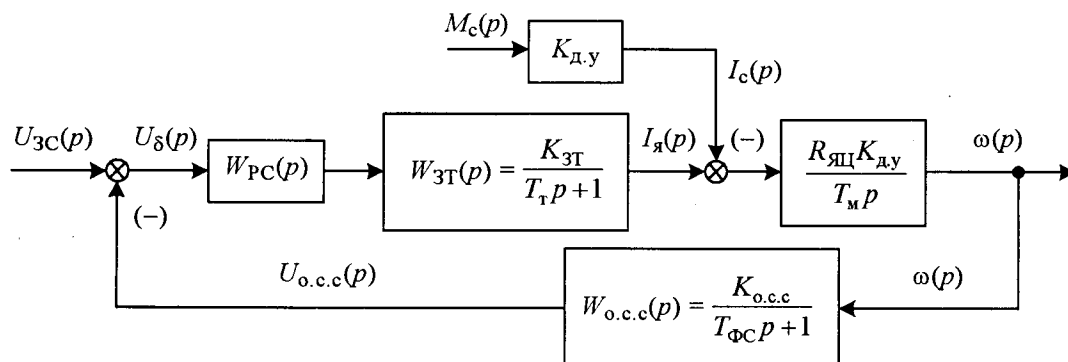 M_c(p)
K_д.у
I_c(p)
U_ЗС(p)
U_δ(p)
W_РС(p)
W_ЗТ(p) = K_ЗТ / (T_т p + 1)
I_я(p)
(−)
R_ЯЦ K_д.у / (T_м p)
ω(p)
(−)
U_о.с.с(p)
W_о.с.с(p) = K_о.с.с / (T_ФС p + 1)
ω(p)